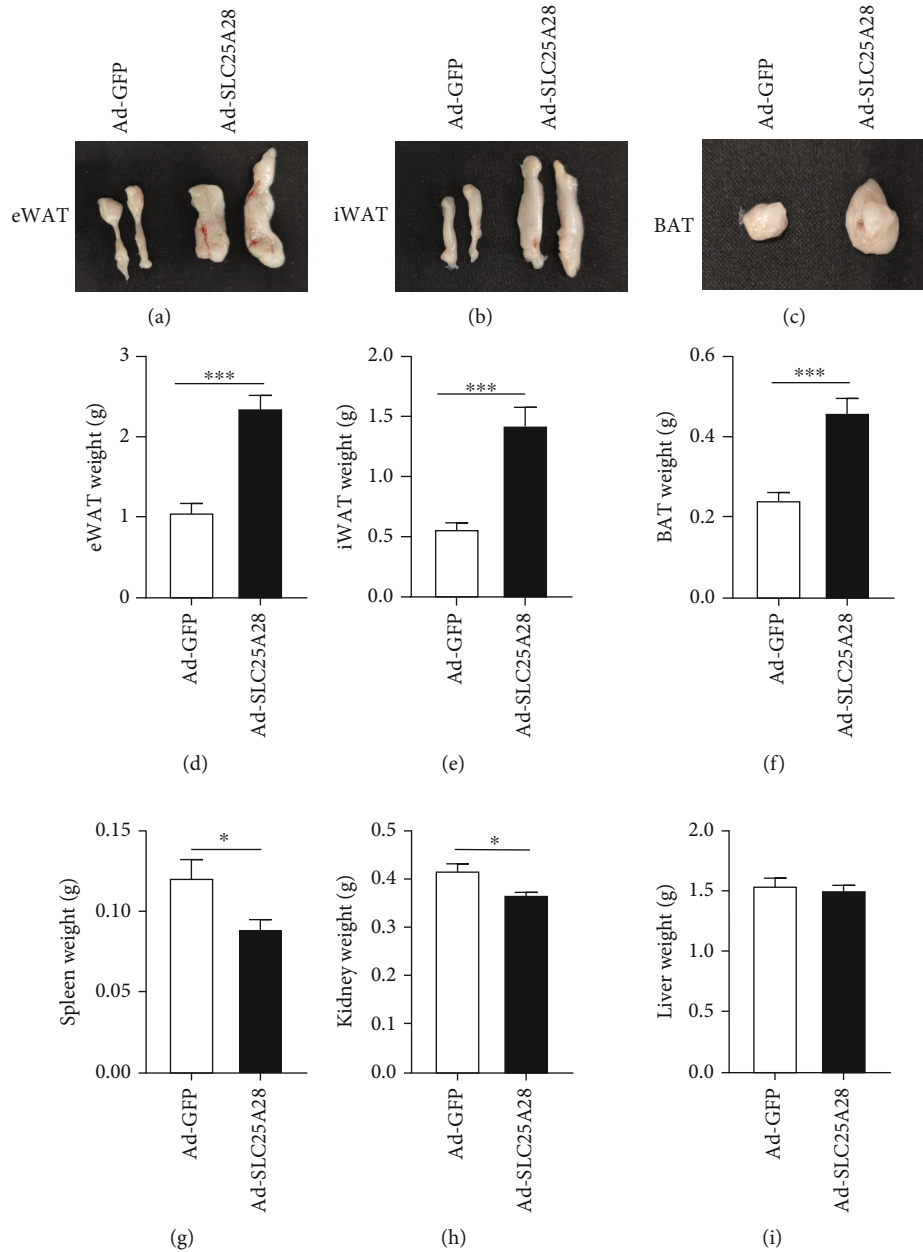 Ad-GFP
Ad-SLC25A28
Ad-GFP
Ad-SLC25A28
Ad-GFP
Ad-SLC25A28
eWAT
iWAT
BAT
(a)
(b)
(c)
eWAT weight (g)
3
2
1
0
***
Ad-GFP
Ad-SLC25A28
(d)
iWAT weight (g)
2.0
1.5
1.0
0.5
0.0
***
Ad-GFP
Ad-SLC25A28
(e)
BAT weight (g)
0.6
0.4
0.2
0.0
***
Ad-GFP
Ad-SLC25A28
(f)
Spleen weight (g)
0.15
0.10
0.05
0.00
*
Ad-GFP
Ad-SLC25A28
(g)
Kidney weight (g)
0.5
0.4
0.3
0.2
0.1
0.0
*
Ad-GFP
Ad-SLC25A28
(h)
Liver weight (g)
2.0
1.5
1.0
5.0
0.0
Ad-GFP
Ad-SLC25A28
(i)